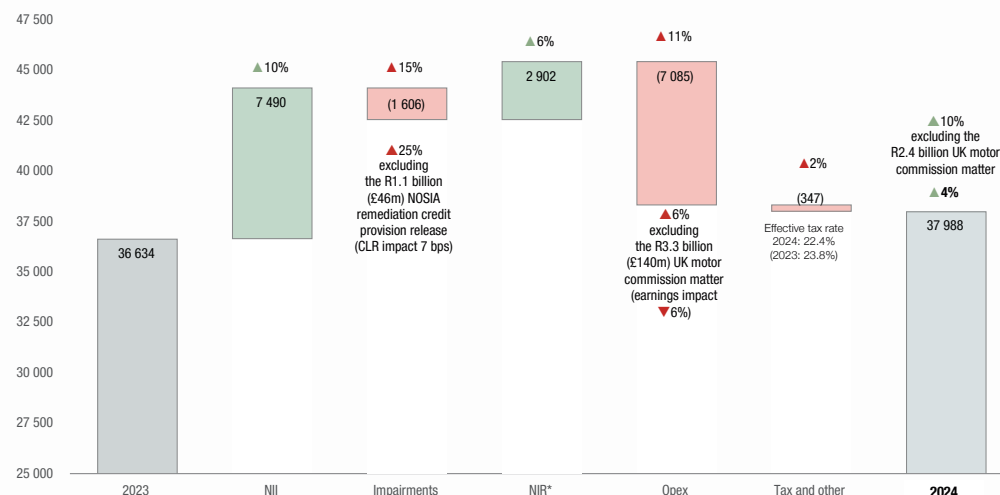 47 500
45 000
42 500
40 000
37 500
35 000
32 500
30 000
27 500
25 000
36 634
▲10%
7 490
▲15%
(1 606)
▲25%
excluding
the R1.1 billion
(£46m) NOSIA
remediation credit
provision release
(CLR impact 7 bps)
▲6%
2 902
▲11%
(7 085)
▲6%
excluding
the R3.3 billion
(£140m) UK motor
commission matter
(earnings impact
▼6%)
▲2%
(347)
Effective tax rate
2024: 22.4%
(2023: 23.8%)
▲10%
excluding the
R2.4 billion UK motor
commission matter
▲4%
37 988
2023
NII
Impairments
NIR*
Opex
Tax and other
2024